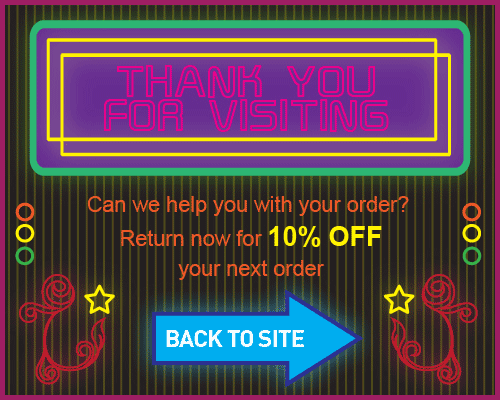 THANK YOU
FOR VISITING
Can we help you with your order?
Return now for 10% OFF
your next order
BACK TO SITE